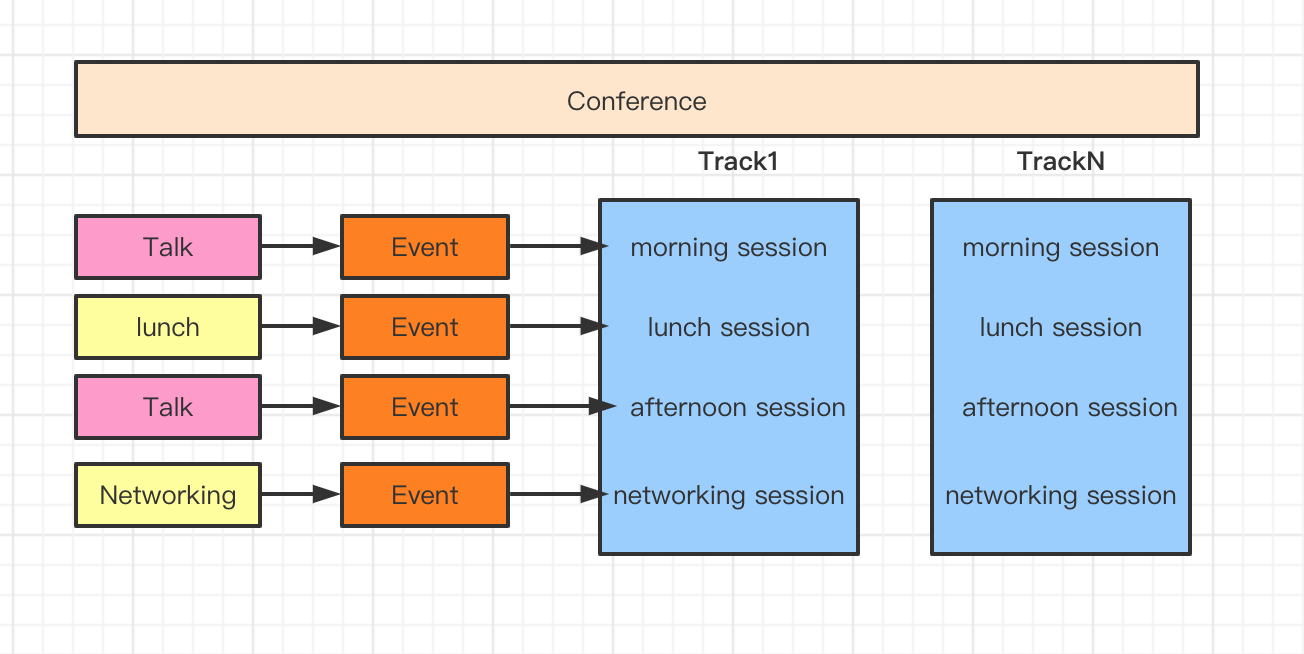 Conference
Track1
TrackN
Talk
Event
morning session
morning session
lunch
Event
lunch session
lunch session
Talk
Event
afternoon session
afternoon session
Networking
Event
networking session
networking session